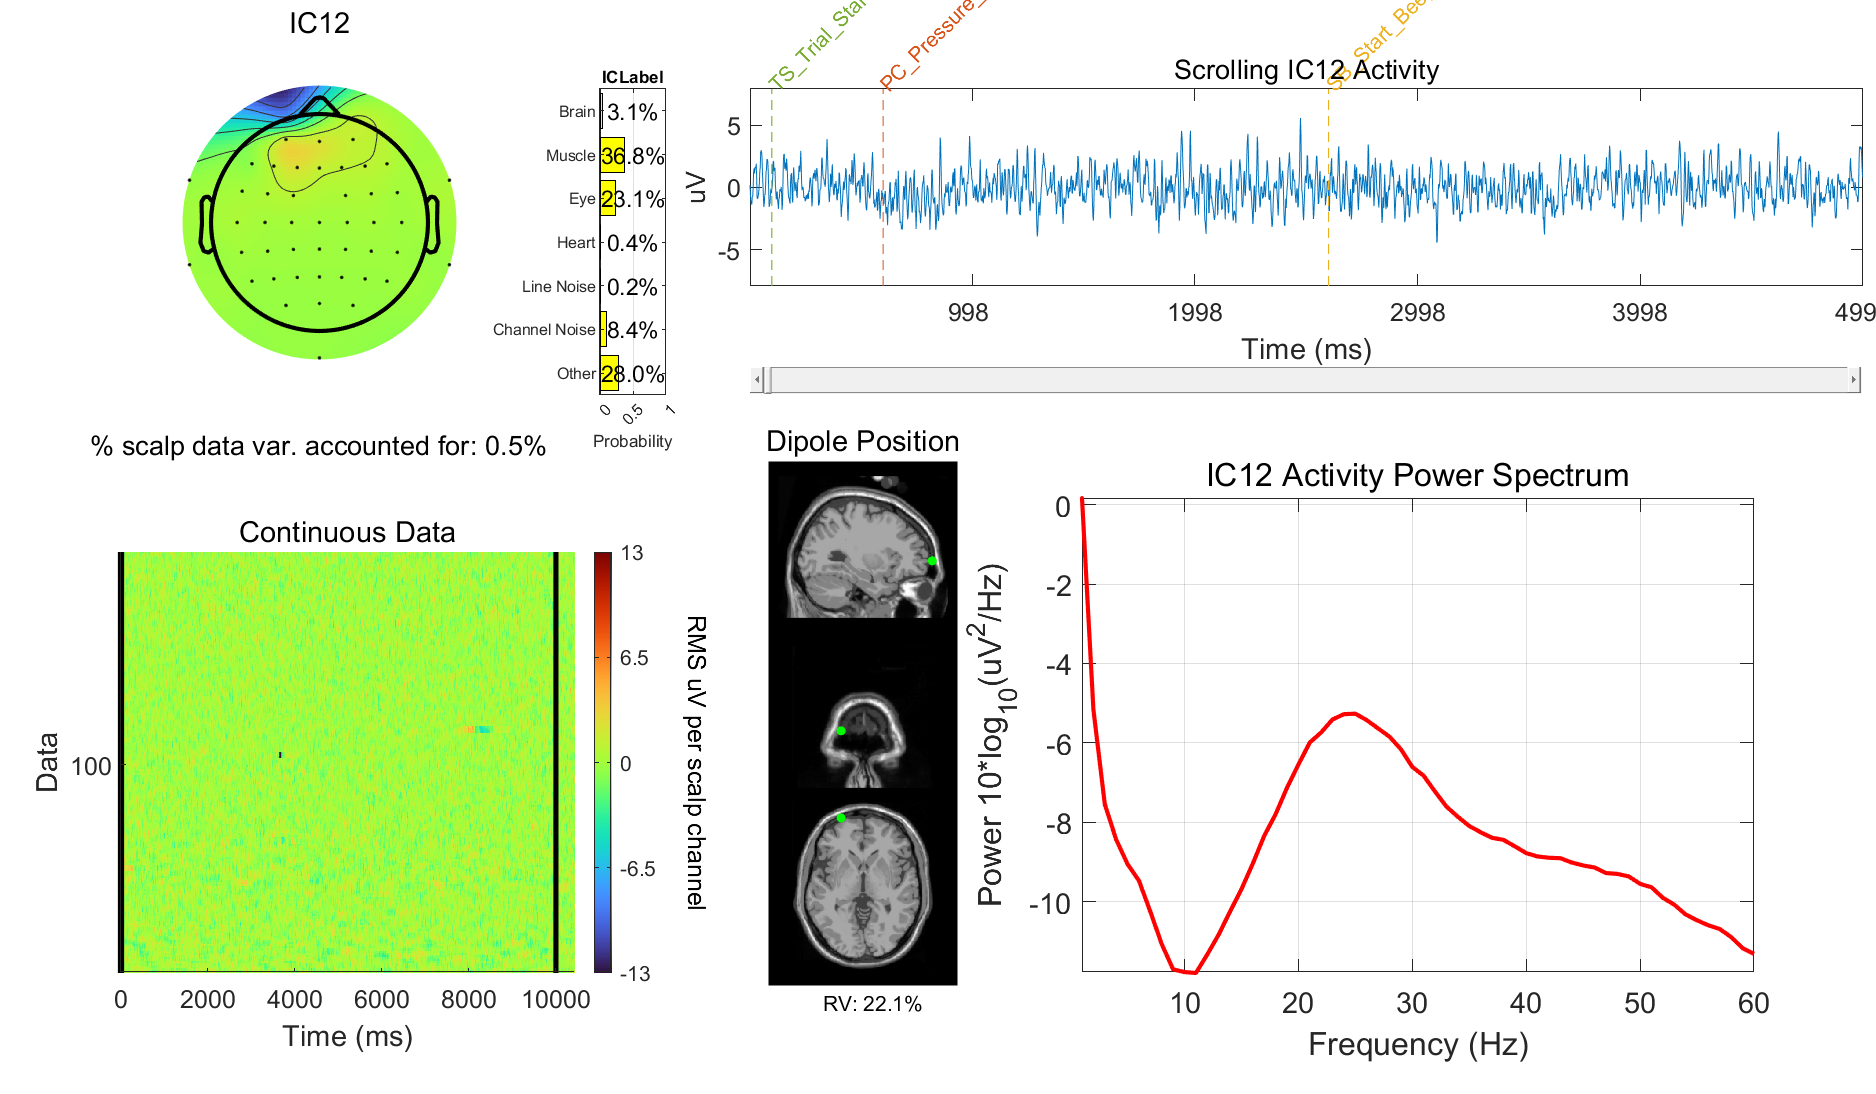 IC12
ICLabel
Brain
3.1%
Muscle
36.8%
Eye
23.1%
Heart
0.4%
Line Noise
0.2%
Channel Noise
8.4%
Other
28.0%
0
0.5
1
Probability
% scalp data var. accounted for: 0.5%
TS_Trial_Star
PC_Pressure_
SB_Start_Bee
Scrolling IC12 Activity
uV
5
0
-5
998
1998
2998
3998
499
Time (ms)
Continuous Data
Data
100
0
2000
4000
6000
8000
10000
Time (ms)
13
6.5
0
-6.5
-13
RMS uV per scalp channel
Dipole Position
RV: 22.1%
IC12 Activity Power Spectrum
Power 10*log10(uV2/Hz)
0
-2
-4
-6
-8
-10
10
20
30
40
50
60
Frequency (Hz)